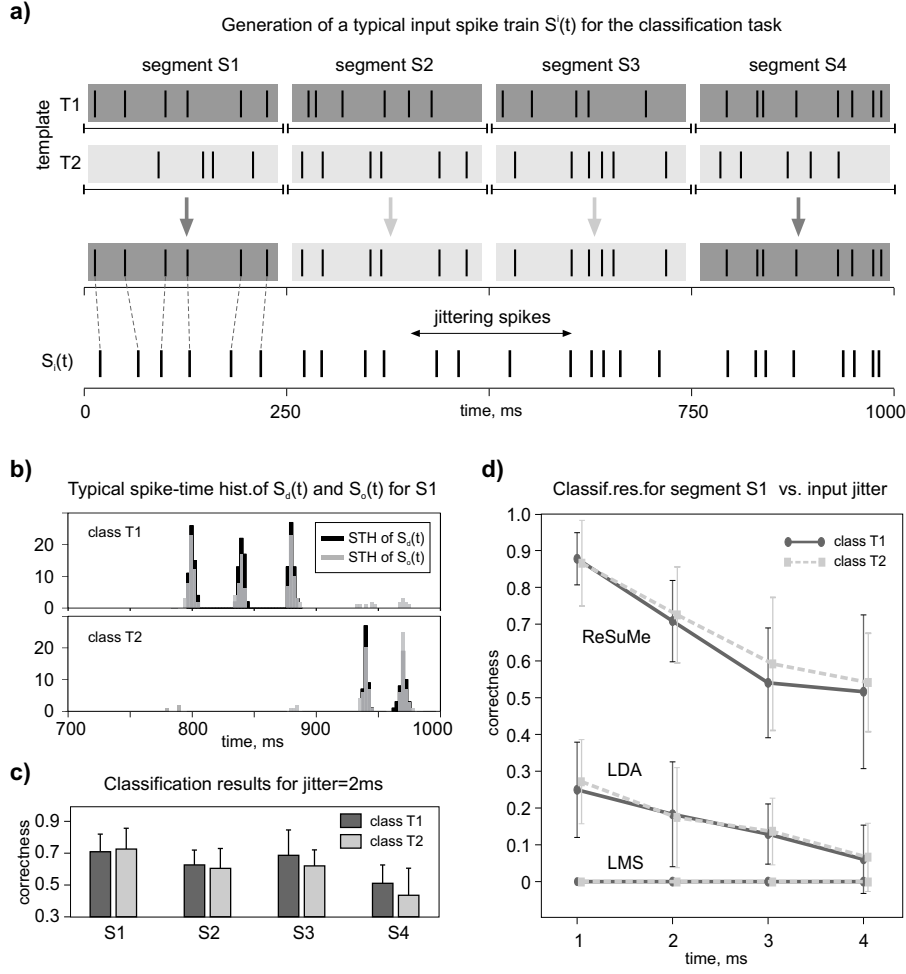 a)
Generation of a typical input spike train Sⁱ(t) for the classification task
segment S1 segment S2 segment S3 segment S4
template
T1
T2
jittering spikes
Sᵢ(t)
0 250 time, ms 750 1000
b)
Typical spike-time hist.of S_d(t) and S_o(t) for S1
class T1
STH of S_d(t)
STH of S_o(t)
20
10
0
class T2
20
10
0
700 800 900 1000
time, ms
c)
Classification results for jitter=2ms
correctness
0.9
0.7
0.5
0.3
class T1
class T2
S1 S2 S3 S4
d)
Classif.res.for segment S1 vs. input jitter
correctness
1.0
0.9
0.8
0.7
0.6
0.5
0.4
0.3
0.2
0.1
0
class T1
class T2
ReSuMe
LDA
LMS
1 2 3 4
time, ms